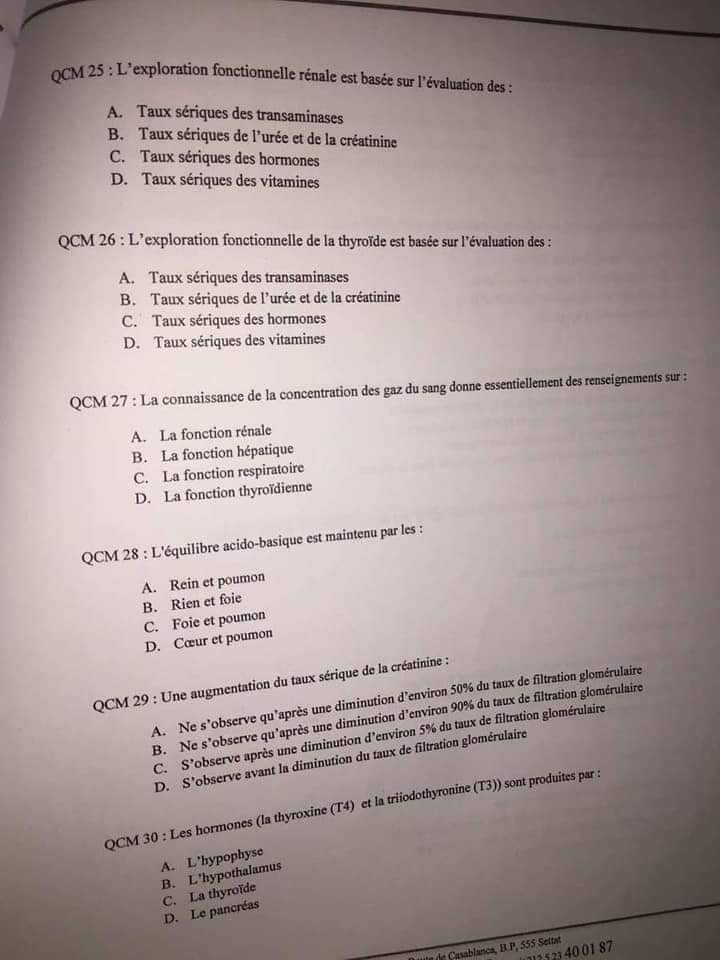 QCM 25 : L'exploration fonctionnelle rénale est basée sur l'évaluation des :
A. Taux sériques des transaminases
B. Taux sériques de l'urée et de la créatinine
C. Taux sériques des hormones
D. Taux sériques des vitamines
QCM 26 : L'exploration fonctionnelle de la thyroïde est basée sur l'évaluation des :
A. Taux sériques des transaminases
B. Taux sériques de l'urée et de la créatinine
C. Taux sériques des hormones
D. Taux sériques des vitamines
QCM 27 : La connaissance de la concentration des gaz du sang donne essentiellement des renseignements sur :
A. La fonction rénale
B. La fonction hépatique
C. La fonction respiratoire
D. La fonction thyroïdienne
QCM 28 : L'équilibre acido-basique est maintenu par les :
A. Rein et poumon
B. Rien et foie
C. Foie et poumon
D. Cœur et poumon
QCM 29 : Une augmentation du taux sérique de la créatinine :
A. Ne s'observe qu'après une diminution d'environ 50% du taux de filtration glomérulaire
B. Ne s'observe qu'après une diminution d'environ 90% du taux de filtration glomérulaire
C. S'observe après une diminution d'environ 5% du taux de filtration glomérulaire
D. S'observe avant la diminution du taux de filtration glomérulaire
QCM 30 : Les hormones (la thyroxine (T4) et la triiodothyronine (T3)) sont produites par :
A. L'hypophyse
B. L'hypothalamus
C. La thyroïde
D. Le pancréas
de Casablanca, B.P, 555 Settat
5 23 40 01 87